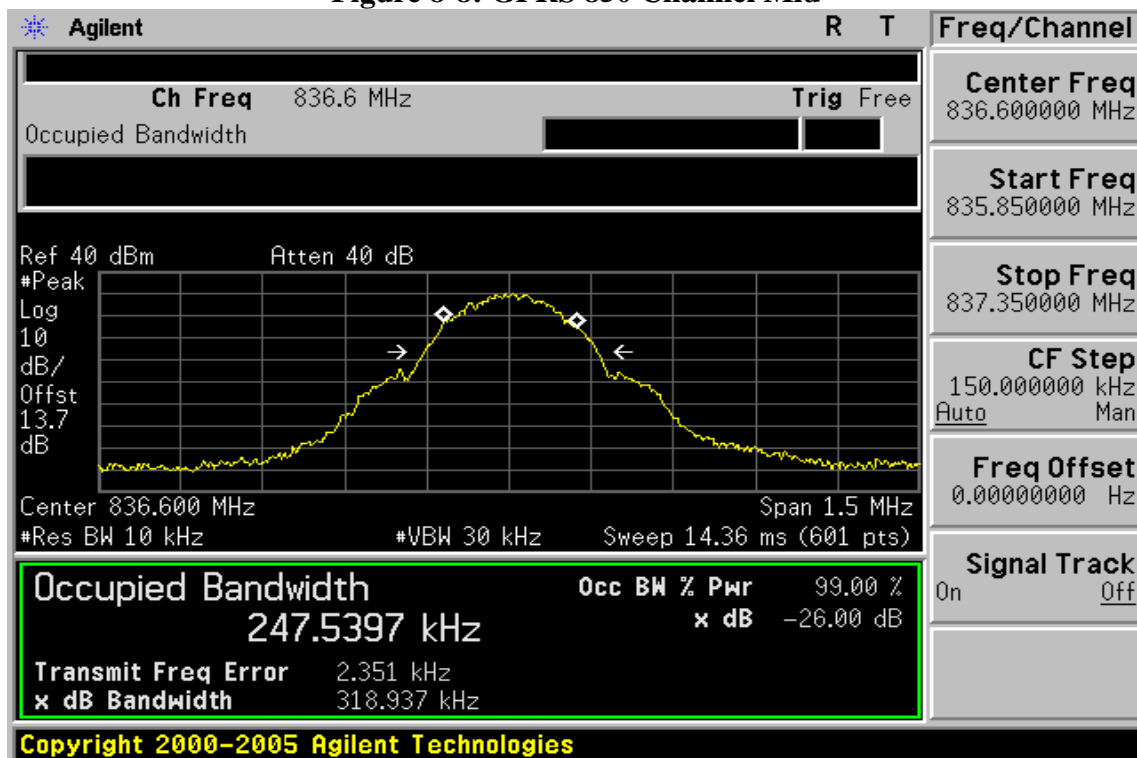 Agilent R T Freq/Channel
Ch Freq 836.6 MHz Trig Free
Occupied Bandwidth
Center Freq
836.600000 MHz
Start Freq
835.850000 MHz
Stop Freq
837.350000 MHz
CF Step
150.000000 kHz
Auto Man
Freq Offset
0.00000000 Hz
Signal Track
On Off
Ref 40 dBm Atten 40 dB
#Peak
Log
10
dB/
Offst
13.7
dB
Center 836.600 MHz Span 1.5 MHz
#Res BW 10 kHz #VBW 30 kHz Sweep 14.36 ms (601 pts)
Occupied Bandwidth
247.5397 kHz
Occ BW % Pwr 99.00 %
x dB -26.00 dB
Transmit Freq Error 2.351 kHz
x dB Bandwidth 318.937 kHz
Copyright 2000-2005 Agilent Technologies